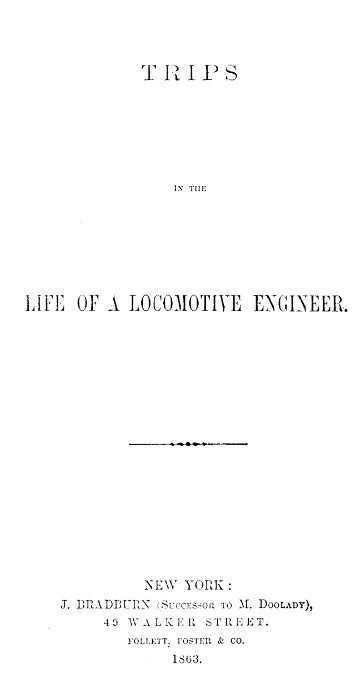 TRIPS
IN THE
LIFE OF A LOCOMOTIVE ENGINEER.
NEW YORK:
J. BRADBURN (SUCCESSOR TO M. DOOLADY),
49 WALKER STREET.
FOLLETT, FOSTER & CO.
1863.